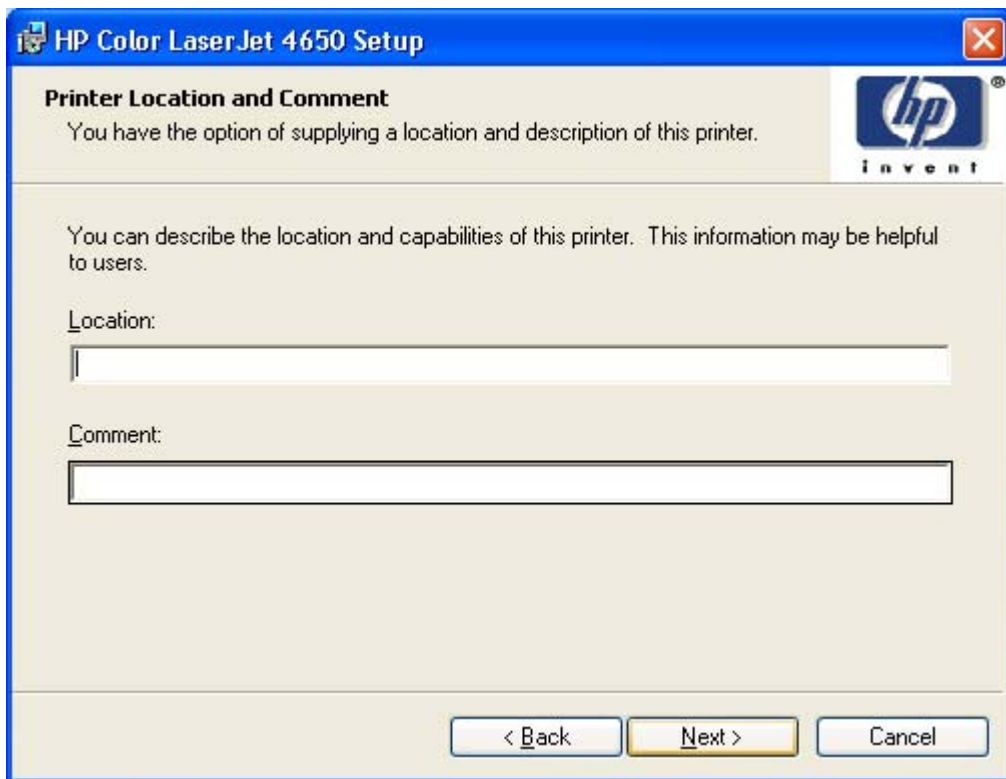 HP Color LaserJet 4650 Setup
Printer Location and Comment
You have the option of supplying a location and description of this printer.
hp
®
invent
You can describe the location and capabilities of this printer. This information may be helpful
to users.
Location:
Comment:
< Back
Next >
Cancel